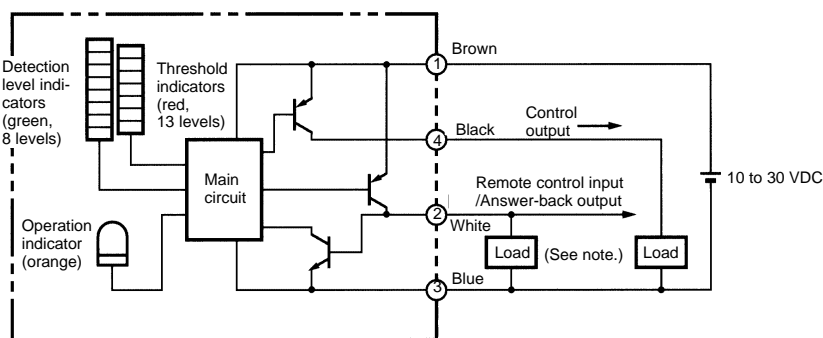 Detection
level indi-
cators
(green,
8 levels)
Threshold
indicators
(red,
13 levels)
Operation
indicator
(orange)
Main
circuit
1
Brown
4
Black
Control
output
2
White
Remote control input
/Answer-back output
3
Blue
Load
(See note.)
Load
10 to 30 VDC